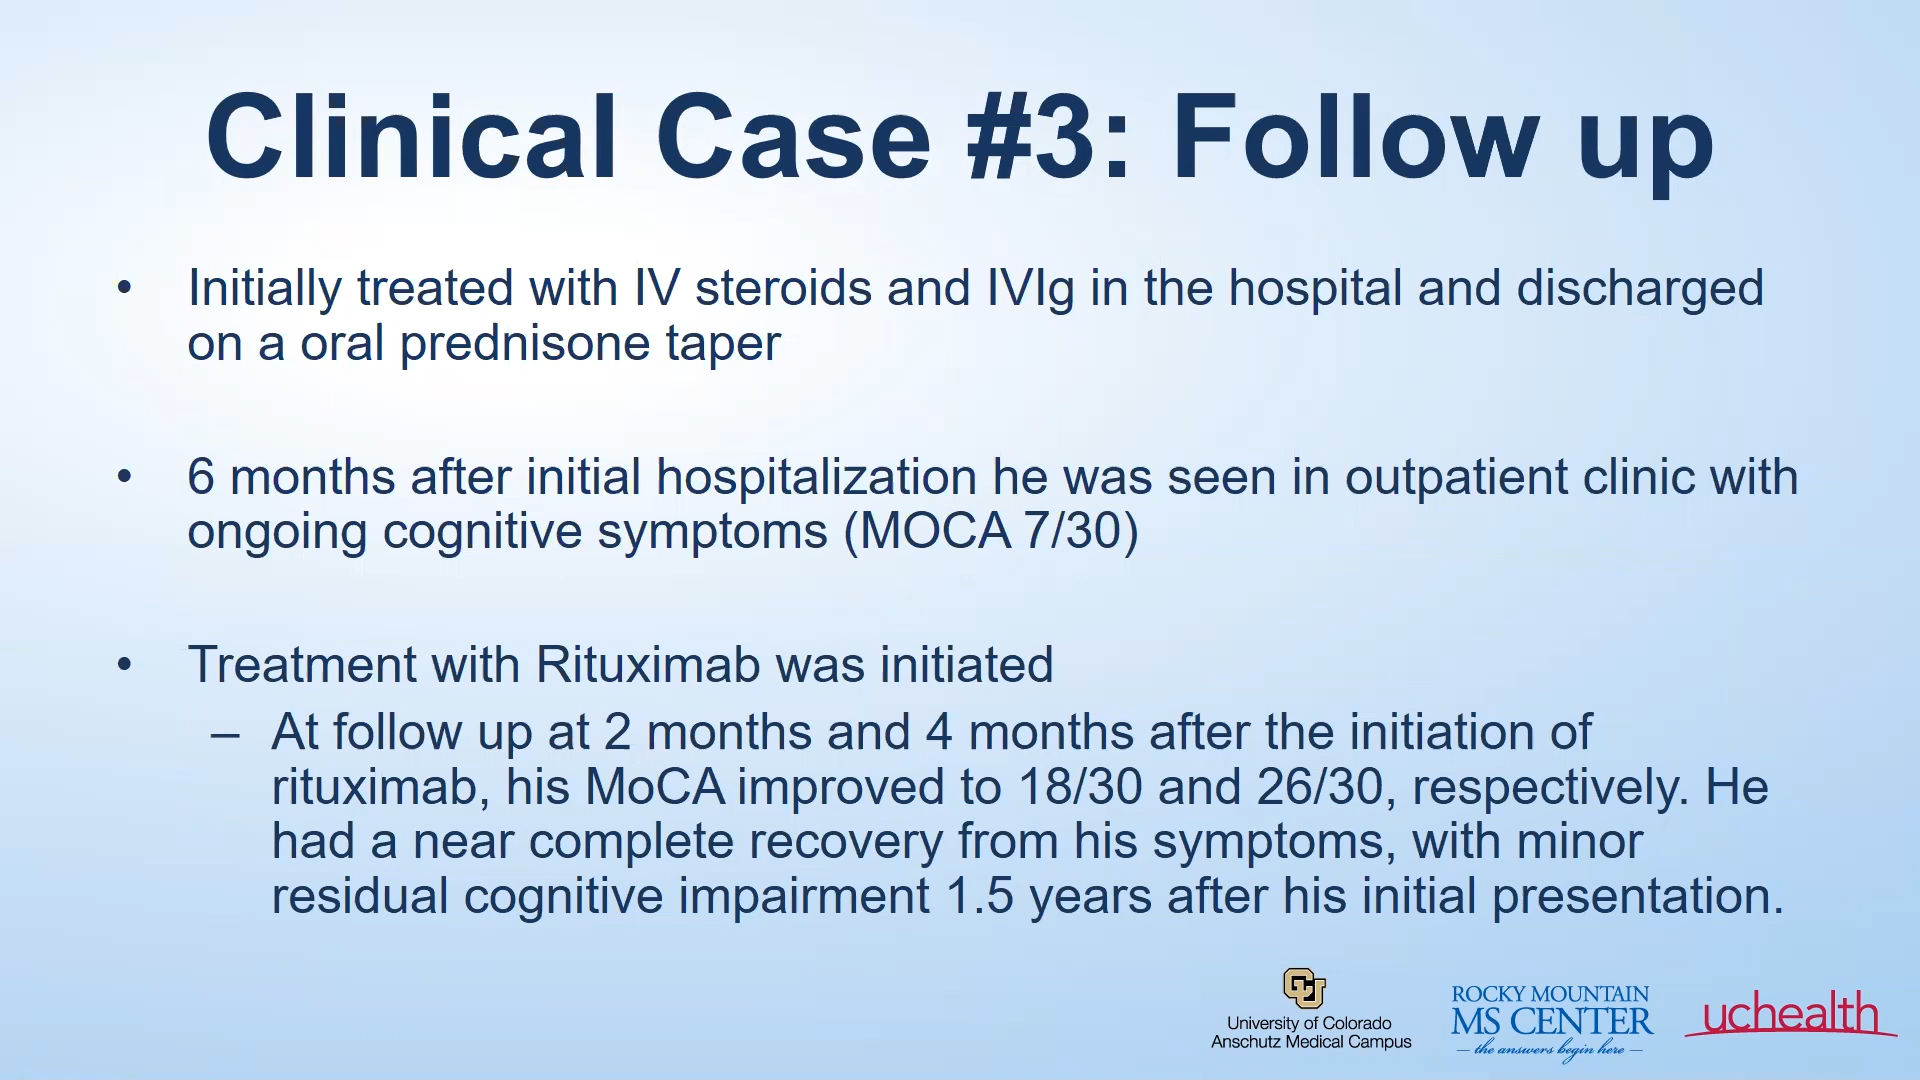 Clinical Case #3: Follow up
• Initially treated with IV steroids and IVIg in the hospital and discharged
on a oral prednisone taper
• 6 months after initial hospitalization he was seen in outpatient clinic with
ongoing cognitive symptoms (MOCA 7/30)
• Treatment with Rituximab was initiated
– At follow up at 2 months and 4 months after the initiation of
rituximab, his MoCA improved to 18/30 and 26/30, respectively. He
had a near complete recovery from his symptoms, with minor
residual cognitive impairment 1.5 years after his initial presentation.
CU
University of Colorado
Anschutz Medical Campus
ROCKY MOUNTAIN
MS CENTER
— the answers begin here —
uchealth